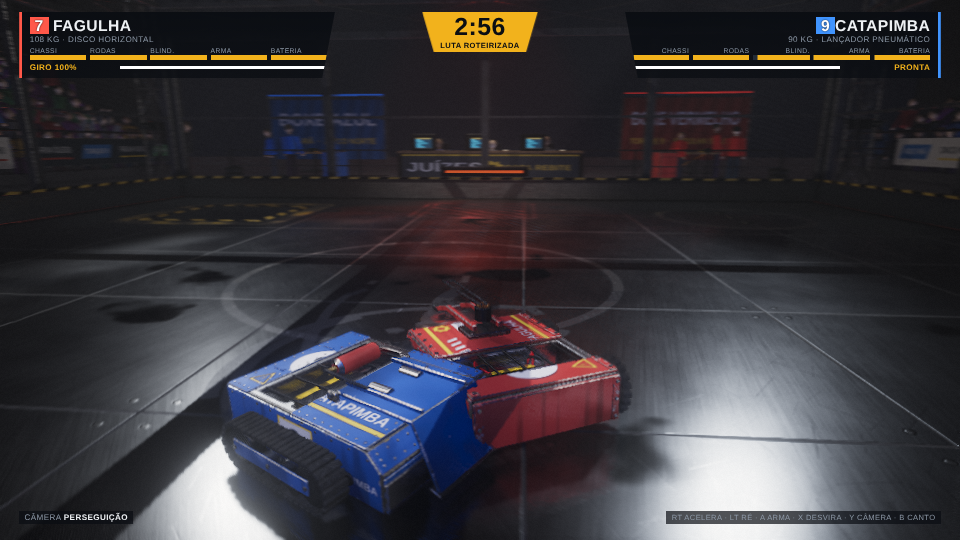 7 FAGULHA
108 KG · DISCO HORIZONTAL
CHASSI RODAS BLIND. ARMA BATERIA
GIRO 100%
2:56
LUTA ROTEIRIZADA
9 CATAPIMBA
90 KG · LANÇADOR PNEUMÁTICO
CHASSI RODAS BLIND. ARMA BATERIA
PRONTA
JUÍZES
CATAPIMBA
CÂMERA PERSEGUIÇÃO
RT ACELERA · LT RÉ · A ARMA · X DESVIRA · Y CÂMERA · B CANTO